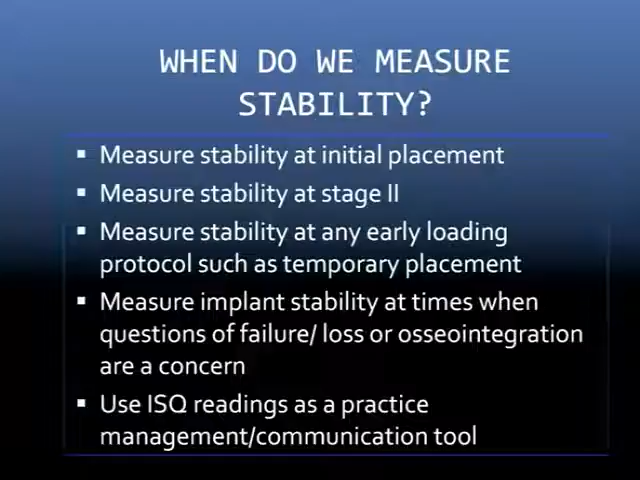 WHEN DO WE MEASURE
STABILITY?
▪ Measure stability at initial placement
▪ Measure stability at stage II
▪ Measure stability at any early loading
protocol such as temporary placement
▪ Measure implant stability at times when
questions of failure/ loss or osseointegration
are a concern
▪ Use ISQ readings as a practice
management/communication tool